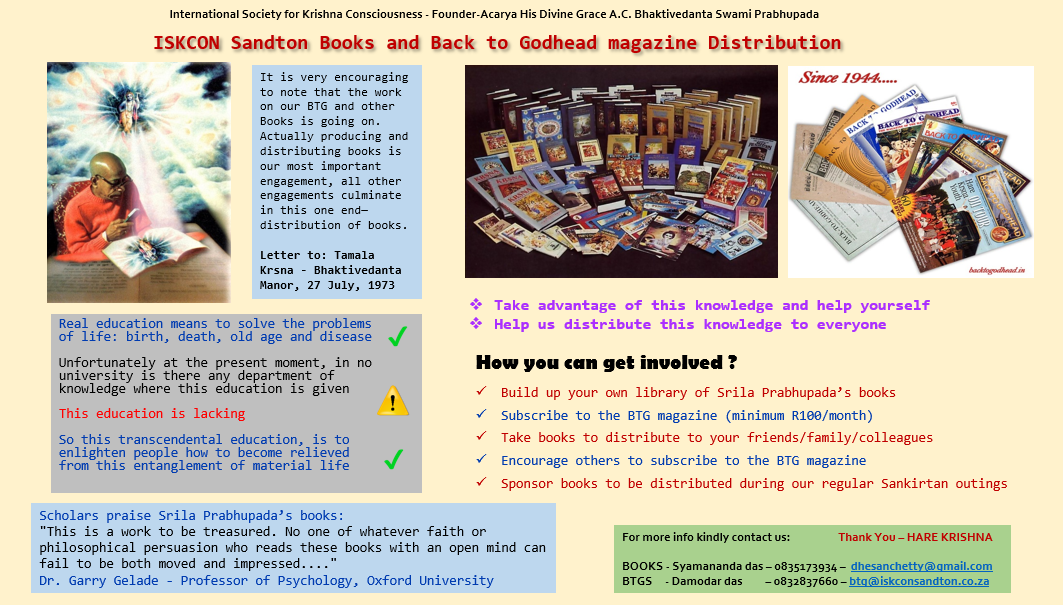 International Society for Krishna Consciousness - Founder-Acarya His Divine Grace A.C. Bhaktivedanta Swami Prabhupada
ISKCON Sandton Books and Back to Godhead magazine Distribution
It is very encouraging
to note that the work
on our BTG and other
Books is going on.
Actually producing and
distributing books is
our most important
engagement, all other
engagements culminate
in this one end—
distribution of books.
Letter to: Tamala
Krsna - Bhaktivedanta
Manor, 27 July, 1973
Since 1944.....
BACK TO GODHEAD
BACK TO GODHEAD
backtogodhead.in
❖ Take advantage of this knowledge and help yourself
❖ Help us distribute this knowledge to everyone
Real education means to solve the problems
of life: birth, death, old age and disease
Unfortunately at the present moment, in no
university is there any department of
knowledge where this education is given
This education is lacking
So this transcendental education, is to
enlighten people how to become relieved
from this entanglement of material life
How you can get involved ?
✓ Build up your own library of Srila Prabhupada’s books
✓ Subscribe to the BTG magazine (minimum R100/month)
✓ Take books to distribute to your friends/family/colleagues
✓ Encourage others to subscribe to the BTG magazine
✓ Sponsor books to be distributed during our regular Sankirtan outings
Scholars praise Srila Prabhupada’s books:
"This is a work to be treasured. No one of whatever faith or
philosophical persuasion who reads these books with an open mind can
fail to be both moved and impressed...."
Dr. Garry Gelade - Professor of Psychology, Oxford University
For more info kindly contact us: Thank You – HARE KRISHNA
BOOKS - Syamananda das – 0835173934 – dhesanchetty@gmail.com
BTGS - Damodar das – 0832837660 – btg@iskconsandton.co.za